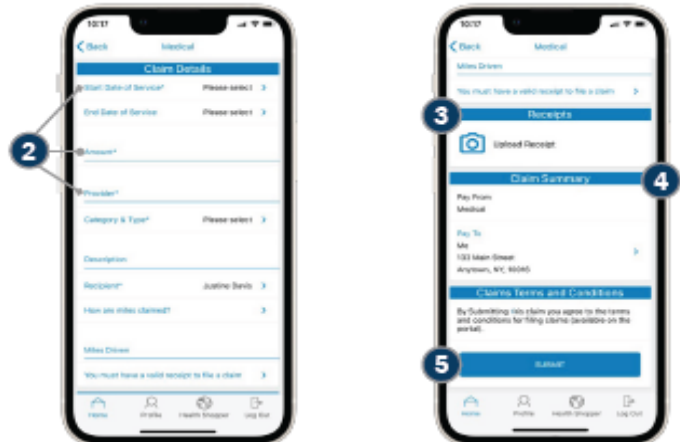 10:17
Back Medical
Claim Details
Start Date of Service* Please select
End Date of Service Please select
2
Amount*
Provider*
Category & Type* Please select
Description
Recipient* Justine Davis
How are miles claimed?
Miles Driven
You must have a valid receipt to file a claim
Home Profile Health Shopper Log Out
10:17
Back Medical
Miles Driven
You must have a valid receipt to file a claim
3
Receipts
Upload Receipt
Claim Summary
4
Pay From
Medical
Pay To
Me
133 Main Street
Anytown, NY, 10016
Claims Terms and Conditions
By Submitting this claim you agree to the terms
and conditions for filing claims (available on the
portal).
5
SUBMIT
Home Profile Health Shopper Log Out